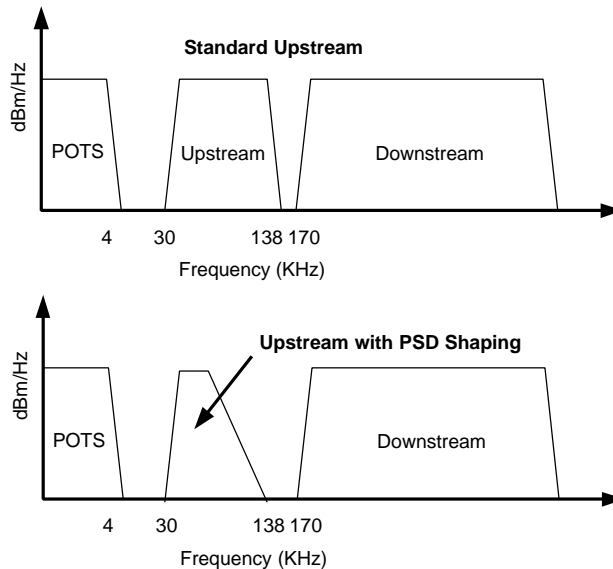 Standard Upstream
dBm/Hz
POTS
Upstream
Downstream
4 30 138 170
Frequency (KHz)
Upstream with PSD Shaping
dBm/Hz
POTS
Downstream
4 30 138 170
Frequency (KHz)